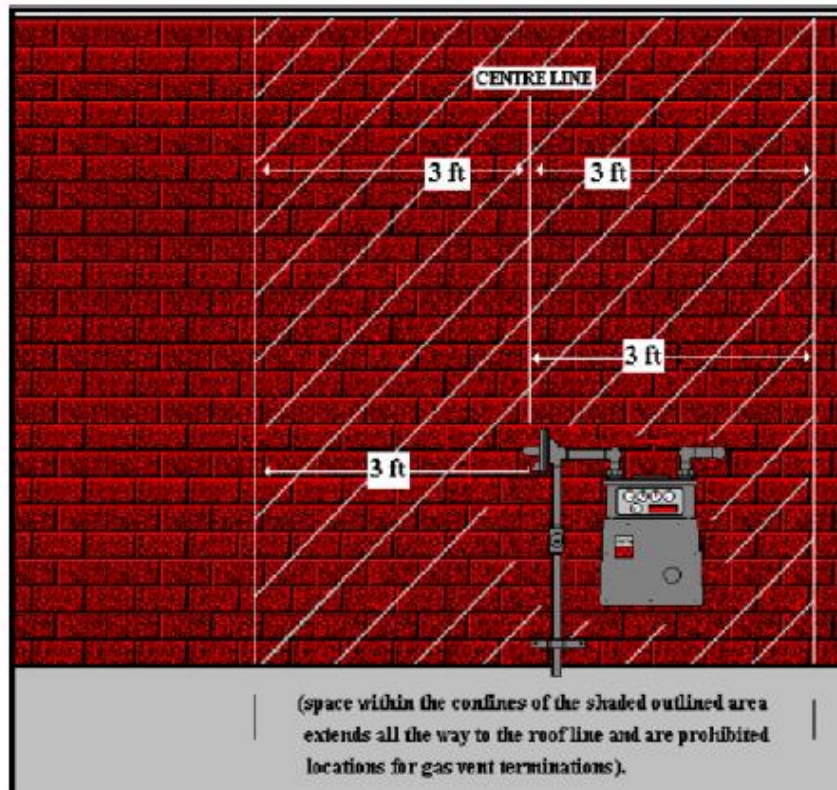 CENTRE LINE
3 ft
3 ft
3 ft
3 ft
(space within the confines of the shaded outlined area
extends all the way to the roof line and are prohibited
locations for gas vent terminations).